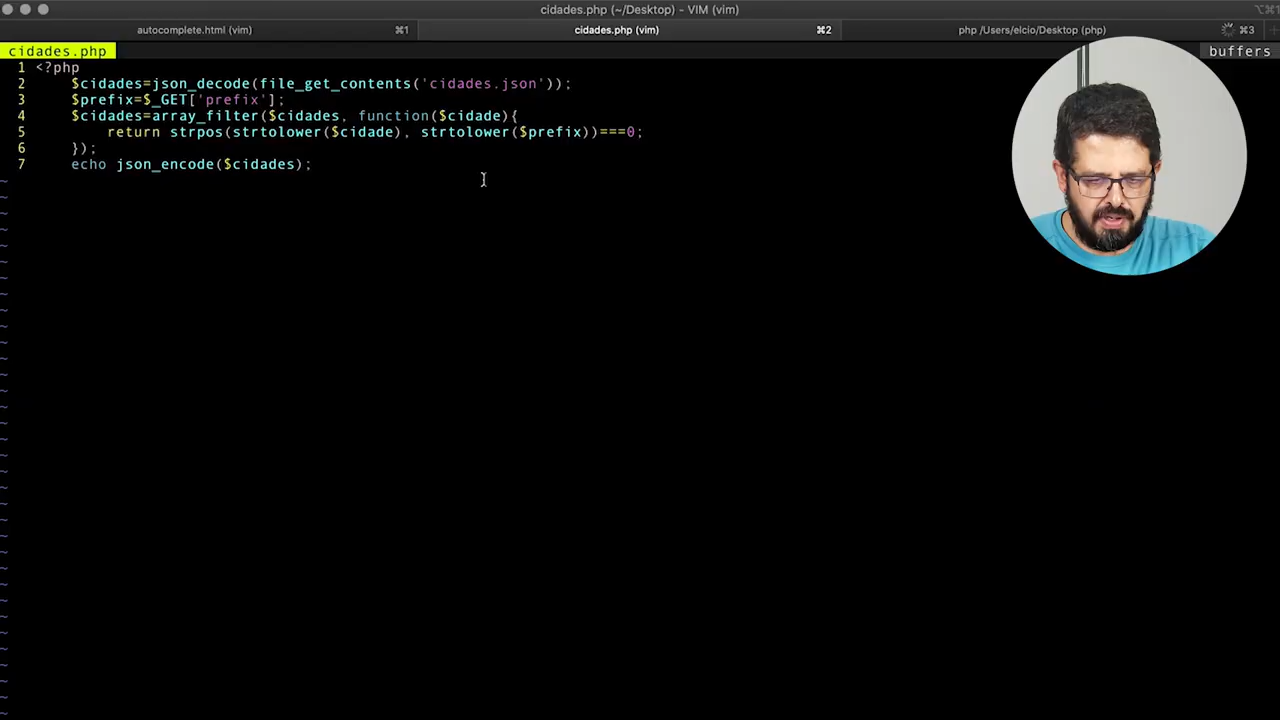 cidades.php (~/Desktop) - VIM (vim)
⌥⌘1
autocomplete.html (vim) ⌘1
cidades.php (vim) ⌘2
php /Users/elcio/Desktop (php) ⌘3
cidades.php
buffers
1 <?php
2 $cidades=json_decode(file_get_contents('cidades.json'));
3 $prefix=$_GET['prefix'];
4 $cidades=array_filter($cidades, function($cidade){
5 return strpos(strtolower($cidade), strtolower($prefix))===0;
6 });
7 echo json_encode($cidades);